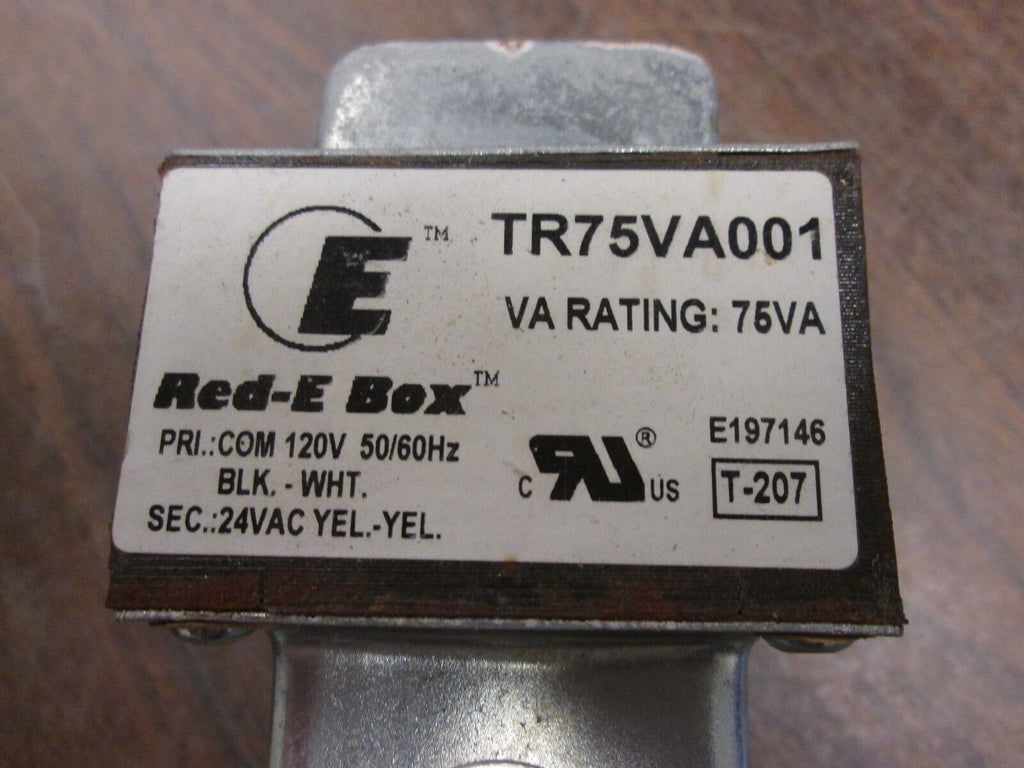 E™
TR75VA001
VA RATING: 75VA
Red-E Box™
PRI.:COM 120V 50/60Hz
BLK. - WHT.
SEC.:24VAC YEL.-YEL.
C RU® US
E197146
T-207